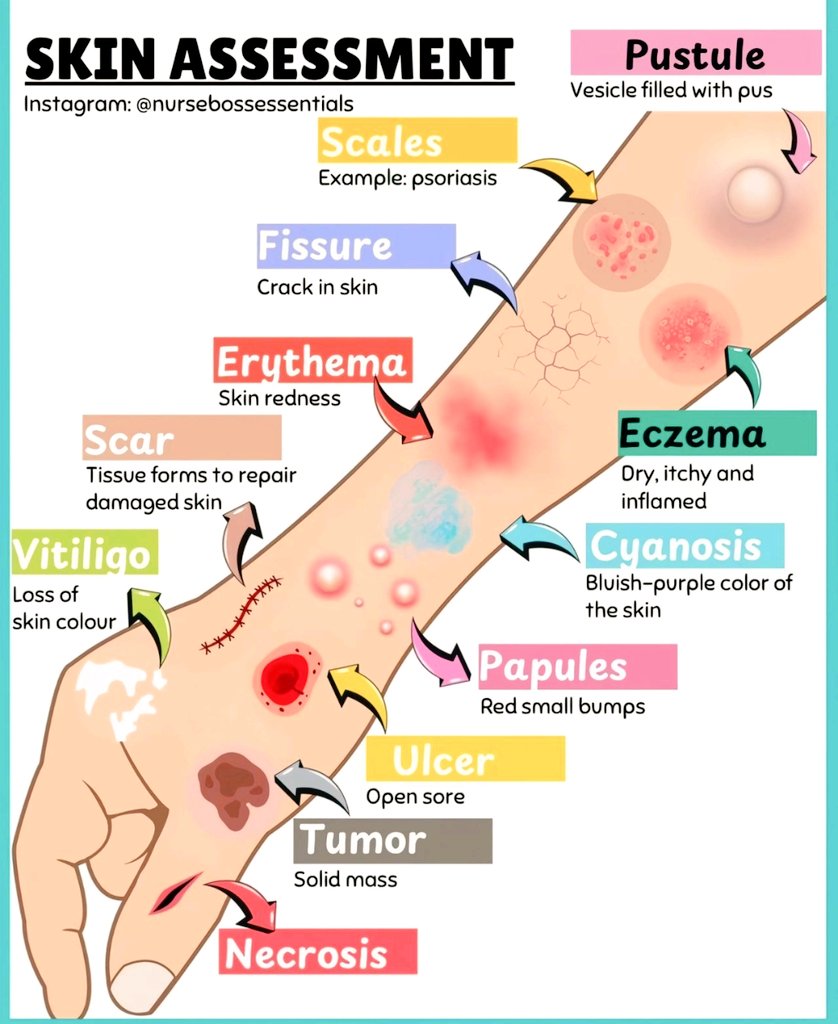 SKIN ASSESSMENT
Instagram: @nursebossessentials
Pustule
Vesicle filled with pus
Scales
Example: psoriasis
Fissure
Crack in skin
Erythema
Skin redness
Eczema
Dry, itchy and
inflamed
Scar
Tissue forms to repair
damaged skin
Cyanosis
Bluish-purple color of
the skin
Vitiligo
Loss of
skin colour
Papules
Red small bumps
Ulcer
Open sore
Tumor
Solid mass
Necrosis